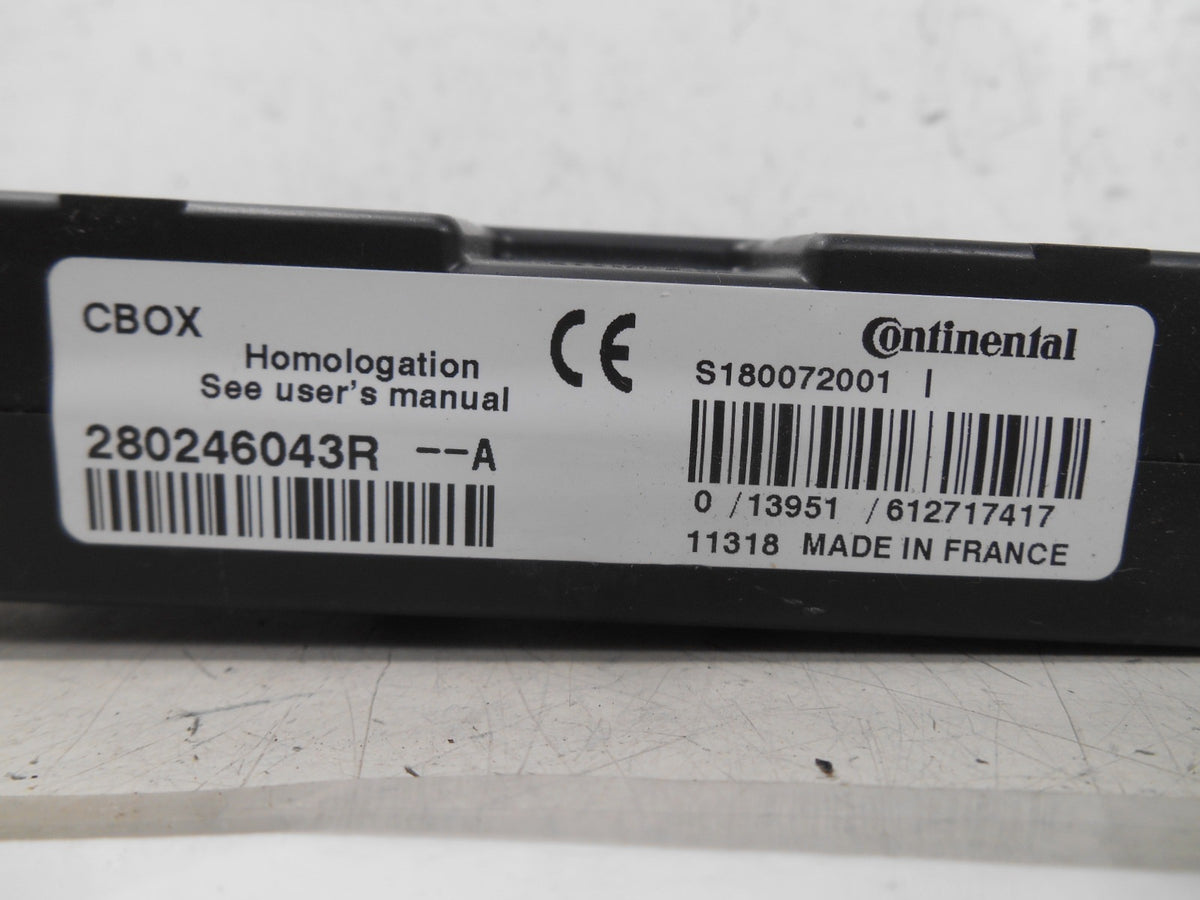 CBOX
Homologation
See user's manual
280246043R --A
CE
Continental
S180072001 I
0 /13951 /612717417
11318 MADE IN FRANCE